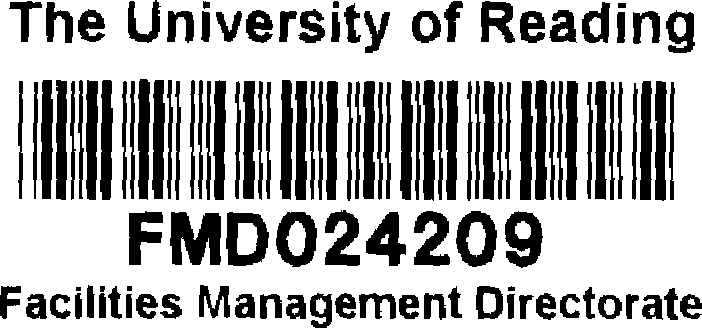 The University of Reading
FMD024209
Facilities Management Directorate